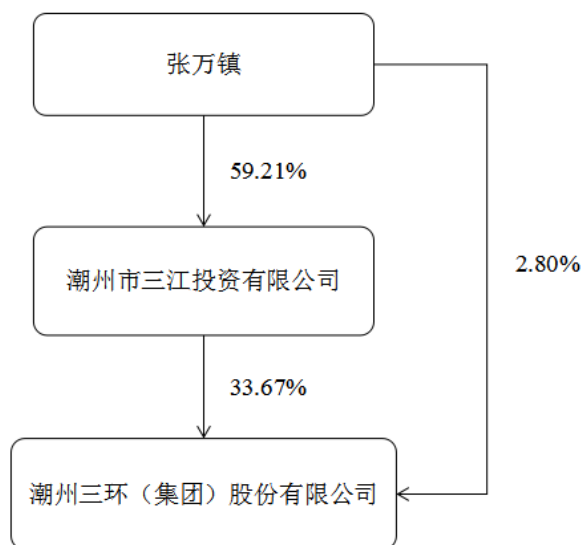 张万镇
59.21%
潮州市三江投资有限公司
2.80%
33.67%
潮州三环（集团）股份有限公司